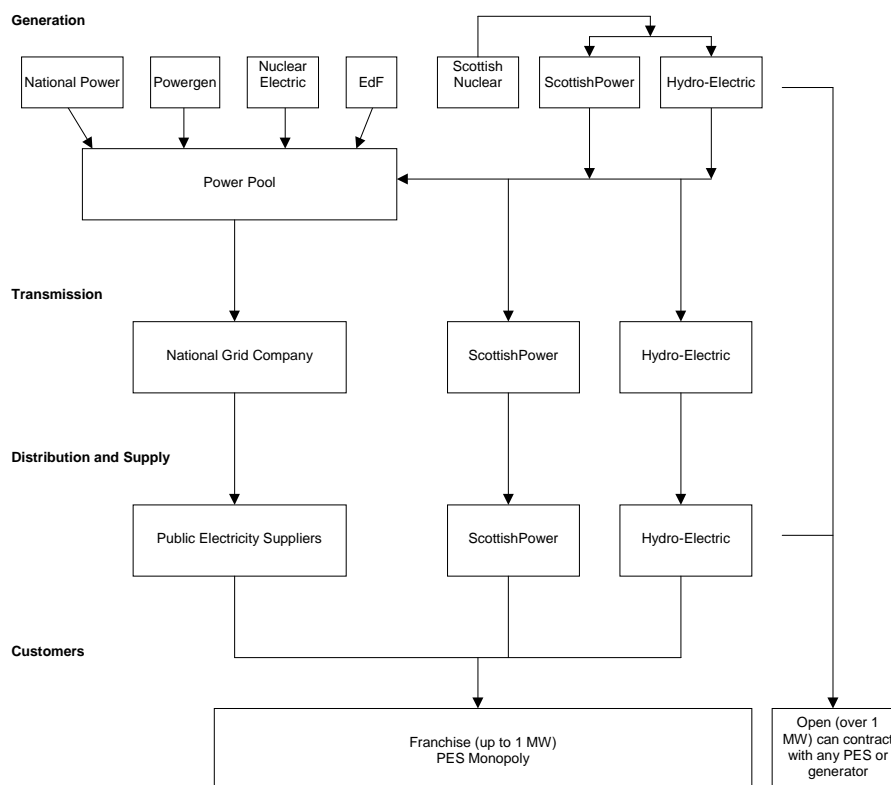 Generation
National Power
Powergen
Nuclear
Electric
EdF
Scottish
Nuclear
ScottishPower
Hydro-Electric
Power Pool
Transmission
National Grid Company
ScottishPower
Hydro-Electric
Distribution and Supply
Public Electricity Suppliers
ScottishPower
Hydro-Electric
Customers
Franchise (up to 1 MW)
PES Monopoly
Open (over 1
MW) can contract
with any PES or
generator